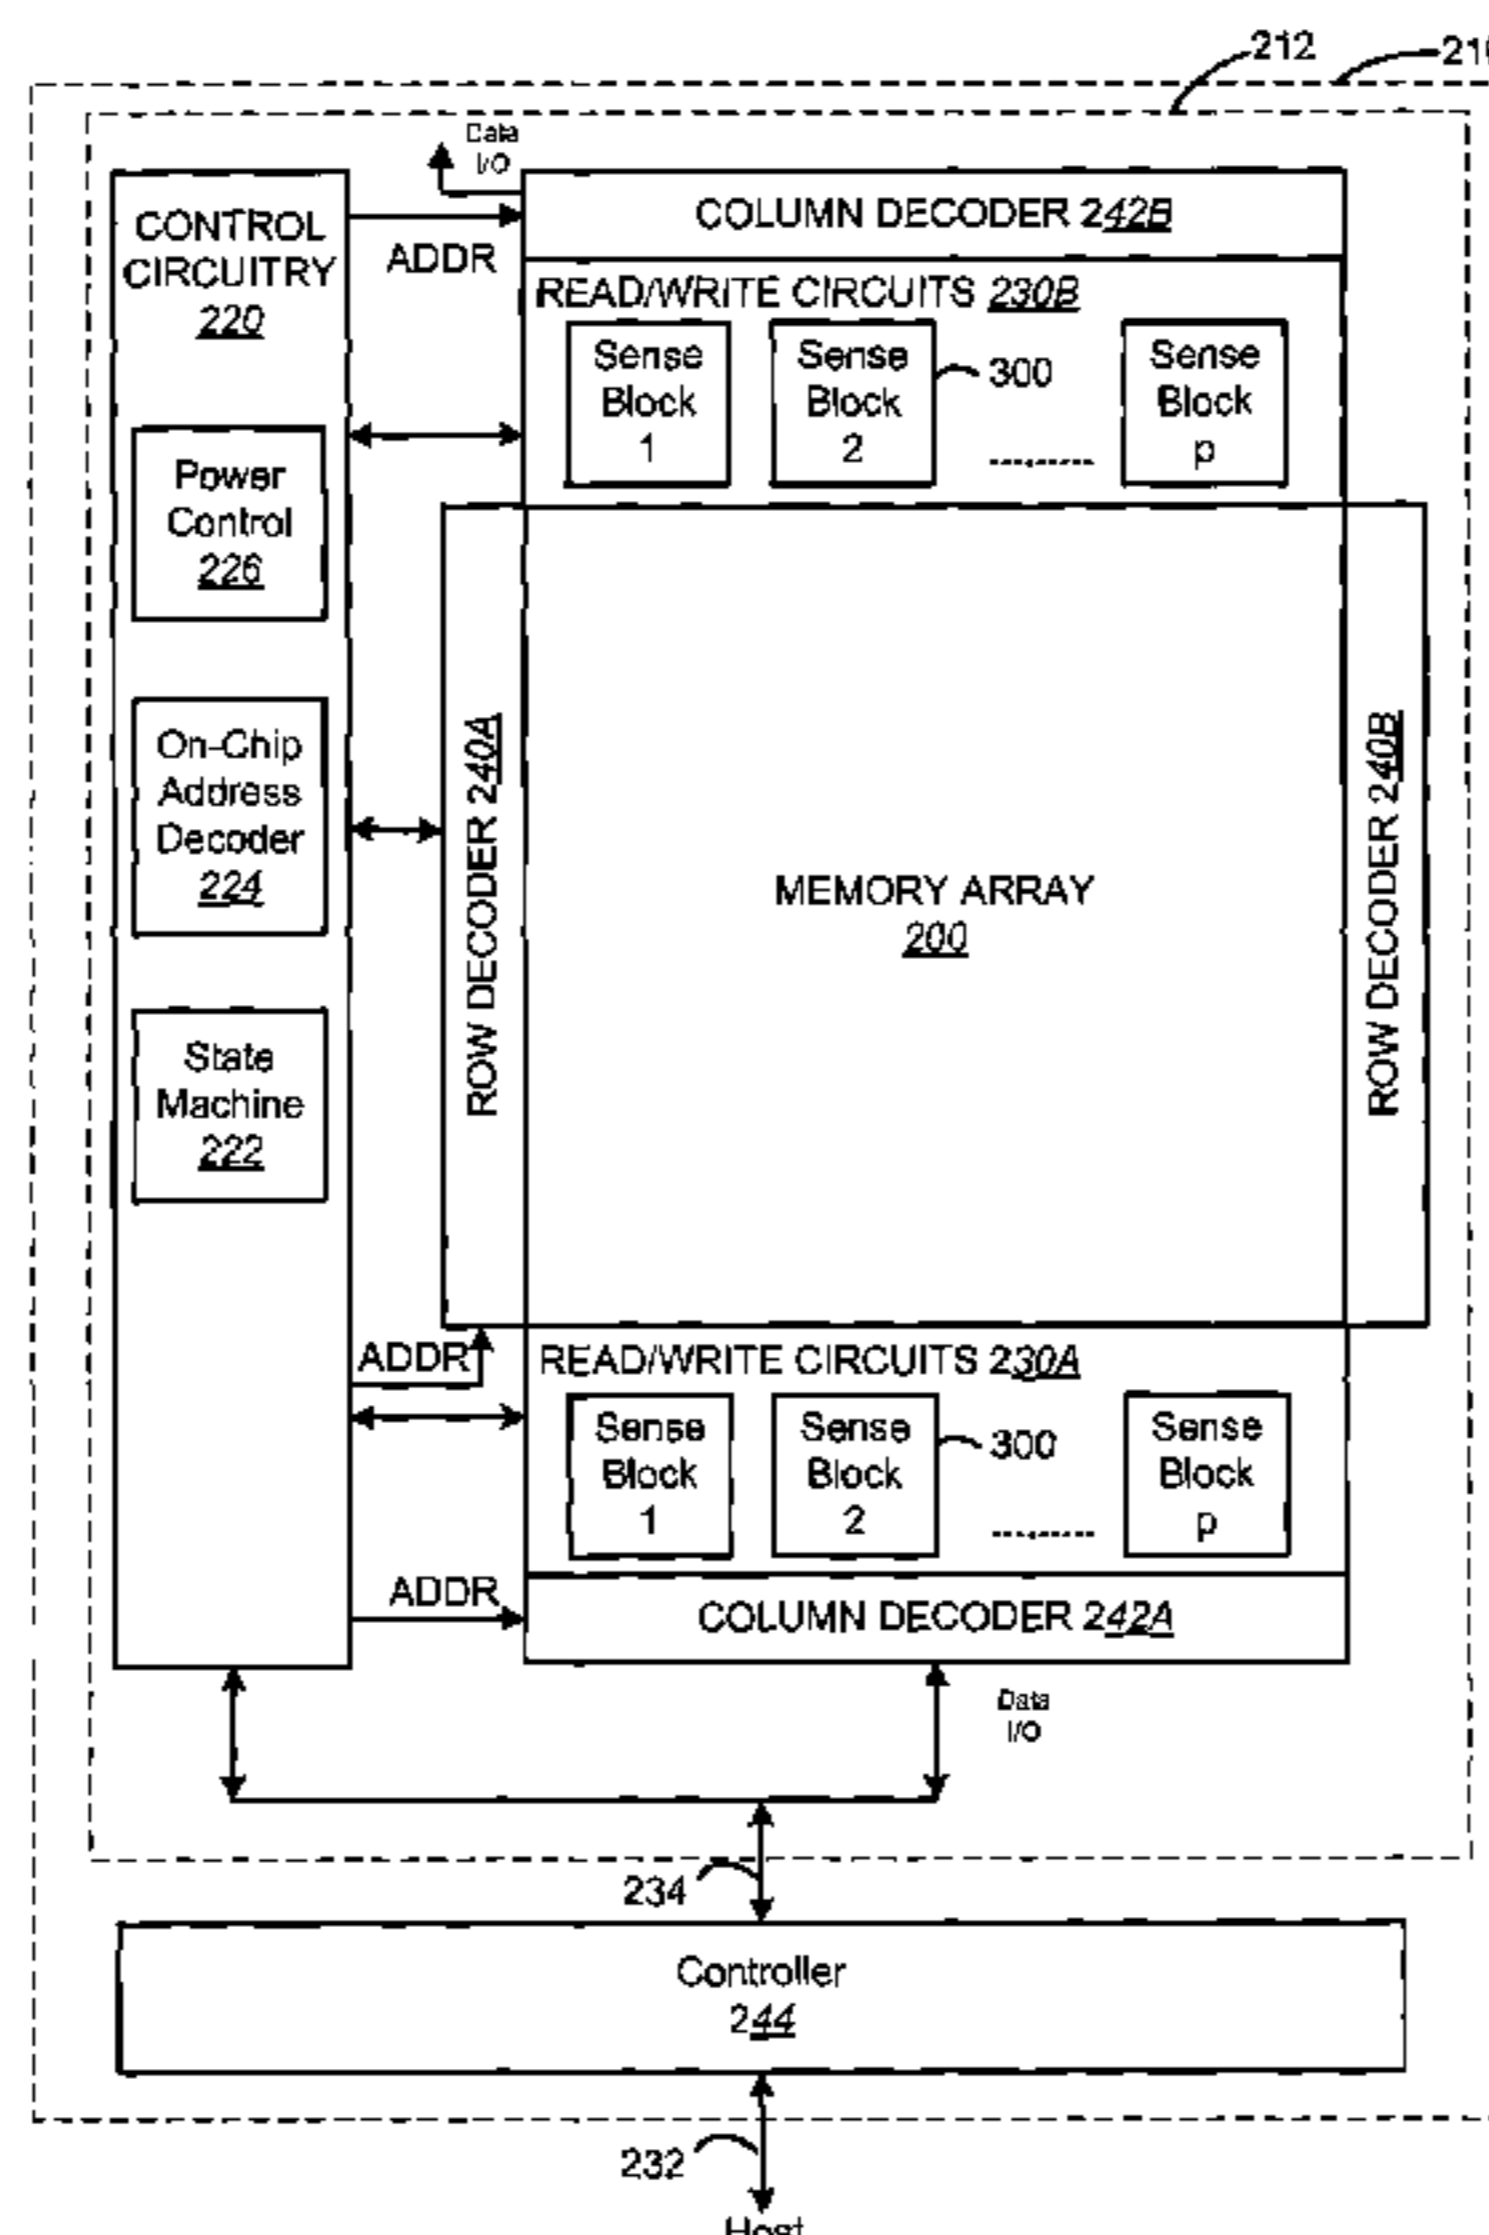 212
Data
I/O
CONTROL
CIRCUITRY
220
ADDR
COLUMN DECODER 242B
READ/WRITE CIRCUITS 230B
Sense
Block
1
Sense
Block
2
300
.........
Sense
Block
p
Power
Control
226
On-Chip
Address
Decoder
224
State
Machine
222
ROW DECODER 240A
MEMORY ARRAY
200
ROW DECODER 240B
ADDR
READ/WRITE CIRCUITS 230A
Sense
Block
1
Sense
Block
2
300
.........
Sense
Block
p
ADDR
COLUMN DECODER 242A
Data
I/O
234
Controller
244
232
Host